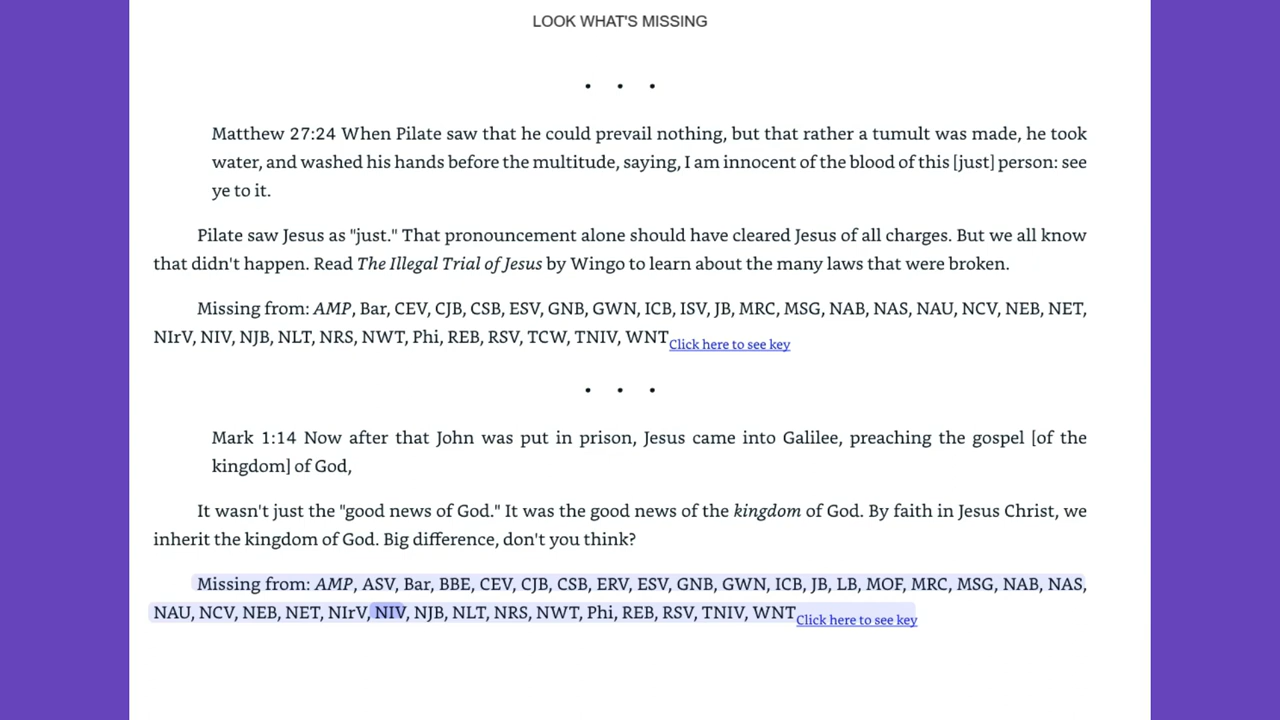 LOOK WHAT'S MISSING
• • •
Matthew 27:24 When Pilate saw that he could prevail nothing, but that rather a tumult was made, he took
water, and washed his hands before the multitude, saying, I am innocent of the blood of this [just] person: see
ye to it.
Pilate saw Jesus as "just." That pronouncement alone should have cleared Jesus of all charges. But we all know
that didn't happen. Read The Illegal Trial of Jesus by Wingo to learn about the many laws that were broken.
Missing from: AMP, Bar, CEV, CJB, CSB, ESV, GNB, GWN, ICB, ISV, JB, MRC, MSG, NAB, NAS, NAU, NCV, NEB, NET,
NIrV, NIV, NJB, NLT, NRS, NWT, Phi, REB, RSV, TCW, TNIV, WNT Click here to see key
• • •
Mark 1:14 Now after that John was put in prison, Jesus came into Galilee, preaching the gospel [of the
kingdom] of God,
It wasn't just the "good news of God." It was the good news of the kingdom of God. By faith in Jesus Christ, we
inherit the kingdom of God. Big difference, don't you think?
Missing from: AMP, ASV, Bar, BBE, CEV, CJB, CSB, ERV, ESV, GNB, GWN, ICB, JB, LB, MOF, MRC, MSG, NAB, NAS,
NAU, NCV, NEB, NET, NIrV, NIV, NJB, NLT, NRS, NWT, Phi, REB, RSV, TNIV, WNT Click here to see key